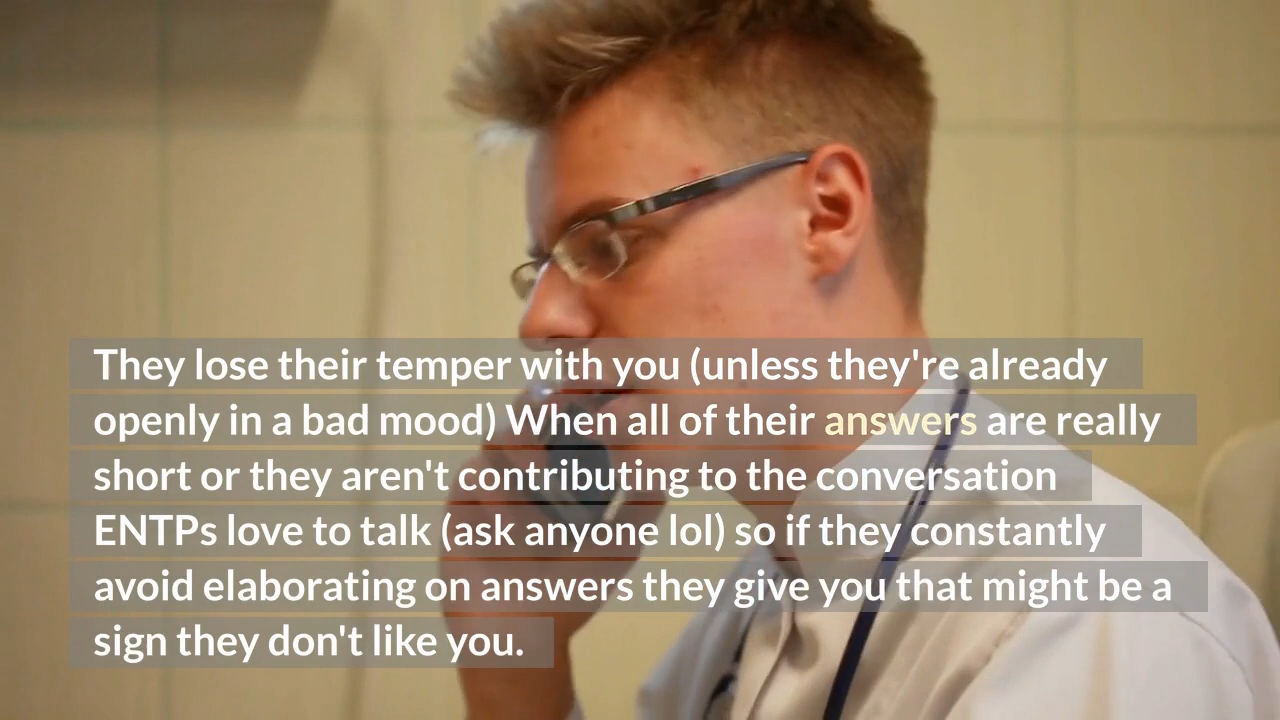 They lose their temper with you (unless they're already
openly in a bad mood) When all of their answers are really
short or they aren't contributing to the conversation
ENTPs love to talk (ask anyone lol) so if they constantly
avoid elaborating on answers they give you that might be a
sign they don't like you.